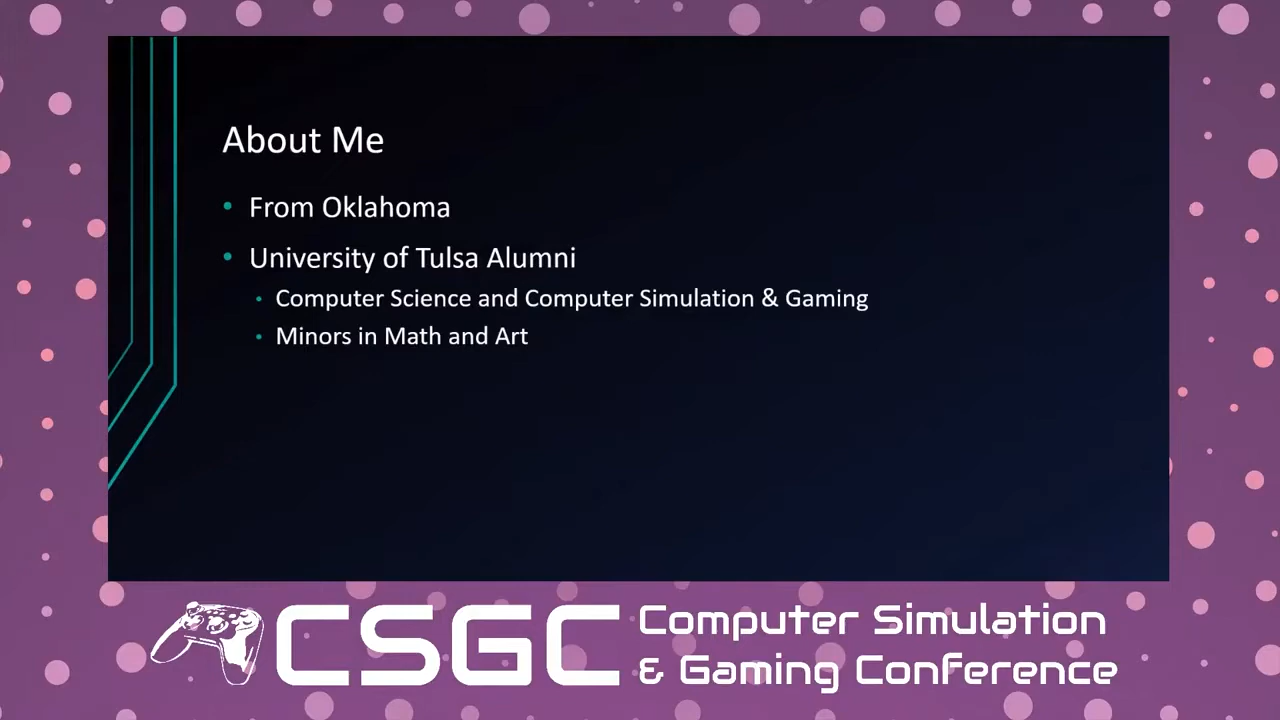 About Me
• From Oklahoma
• University of Tulsa Alumni
• Computer Science and Computer Simulation & Gaming
• Minors in Math and Art
CSGC
Computer Simulation
& Gaming Conference